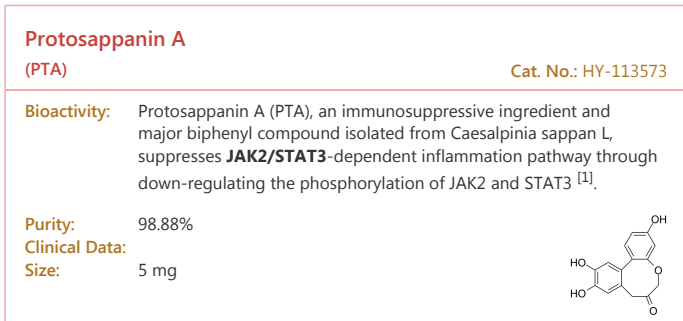 Protosappanin A
(PTA)
Cat. No.: HY-113573
Bioactivity: Protosappanin A (PTA), an immunosuppressive ingredient and
major biphenyl compound isolated from Caesalpinia sappan L,
suppresses JAK2/STAT3-dependent inflammation pathway through
down-regulating the phosphorylation of JAK2 and STAT3 [1].
Purity: 98.88%
Clinical Data:
Size: 5 mg
OH
HO
O
HO
O